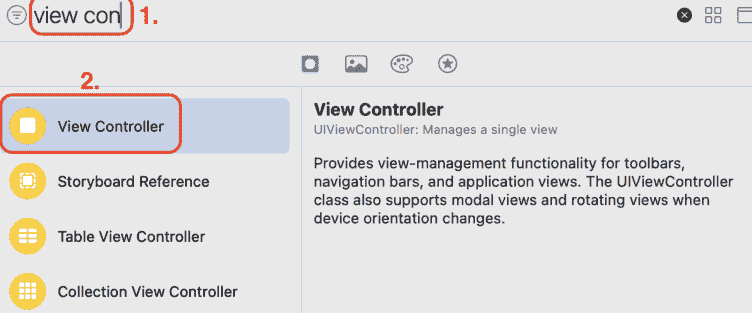 view con 1.
2.
View Controller
Storyboard Reference
Table View Controller
Collection View Controller
View Controller
UIViewController: Manages a single view
Provides view-management functionality for toolbars,
navigation bars, and application views. The UIViewController
class also supports modal views and rotating views when
device orientation changes.